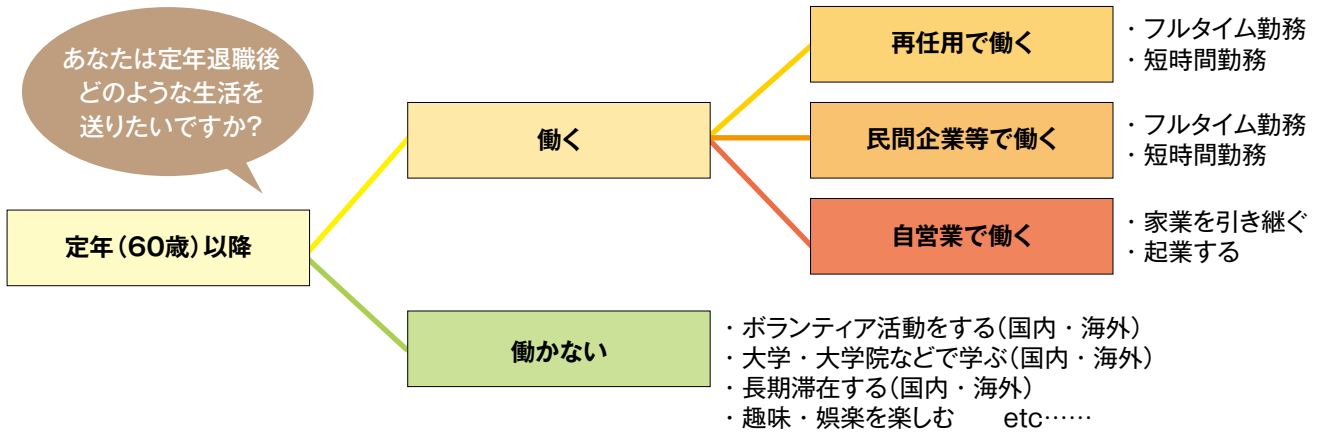 あなたは定年退職後
どのような生活を
送りたいですか?
定年(60歳)以降
働く
再任用で働く
・フルタイム勤務
・短時間勤務
民間企業等で働く
・フルタイム勤務
・短時間勤務
自営業で働く
・家業を引き継ぐ
・起業する
働かない
・ボランティア活動をする(国内・海外)
・大学・大学院などで学ぶ(国内・海外)
・長期滞在する(国内・海外)
・趣味・娯楽を楽しむ　etc……